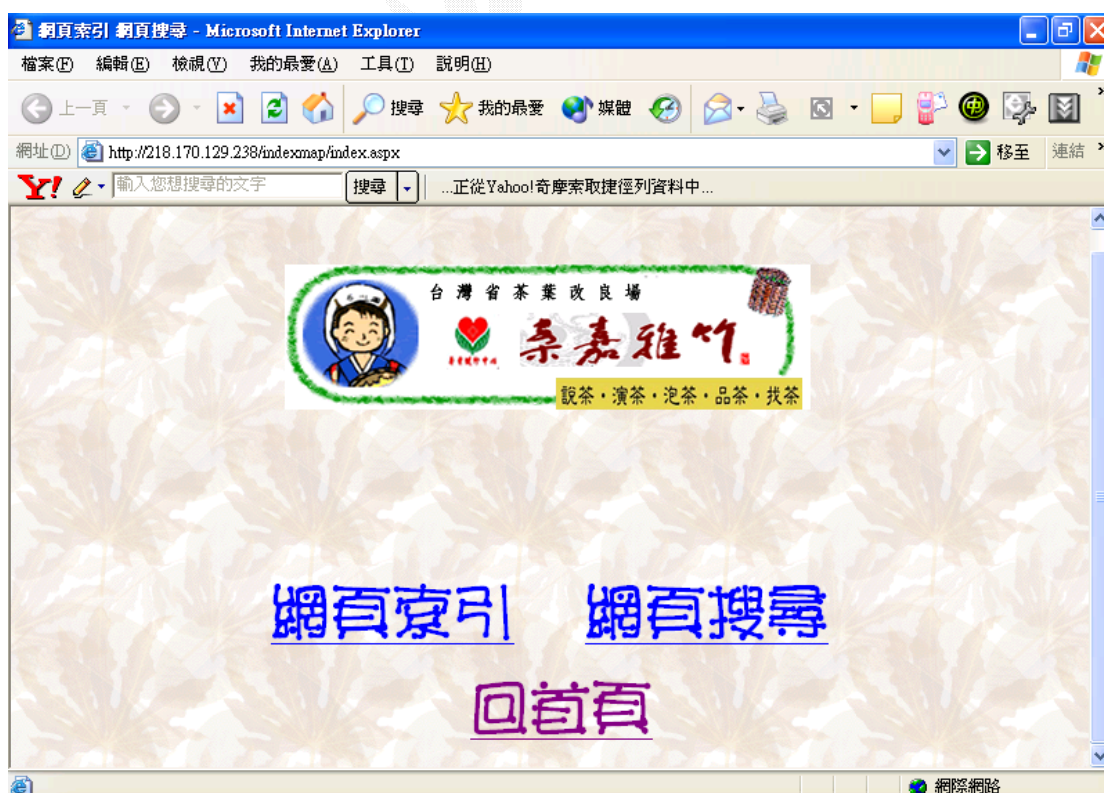 網頁索引 網頁搜尋 - Microsoft Internet Explorer
檔案(F) 編輯(E) 檢視(V) 我的最愛(A) 工具(T) 說明(H)
上一頁 搜尋 我的最愛 媒體
網址(D) http://218.170.129.238/indexmap/index.aspx 移至 連結
Y! 輸入您想搜尋的文字 搜尋 ...正從Yahoo!奇摩索取捷徑列資料中...
台灣省茶葉改良場
桑嘉雅竹
說茶・演茶・泡茶・品茶・找茶
網頁索引 網頁搜尋
回首頁
網際網路